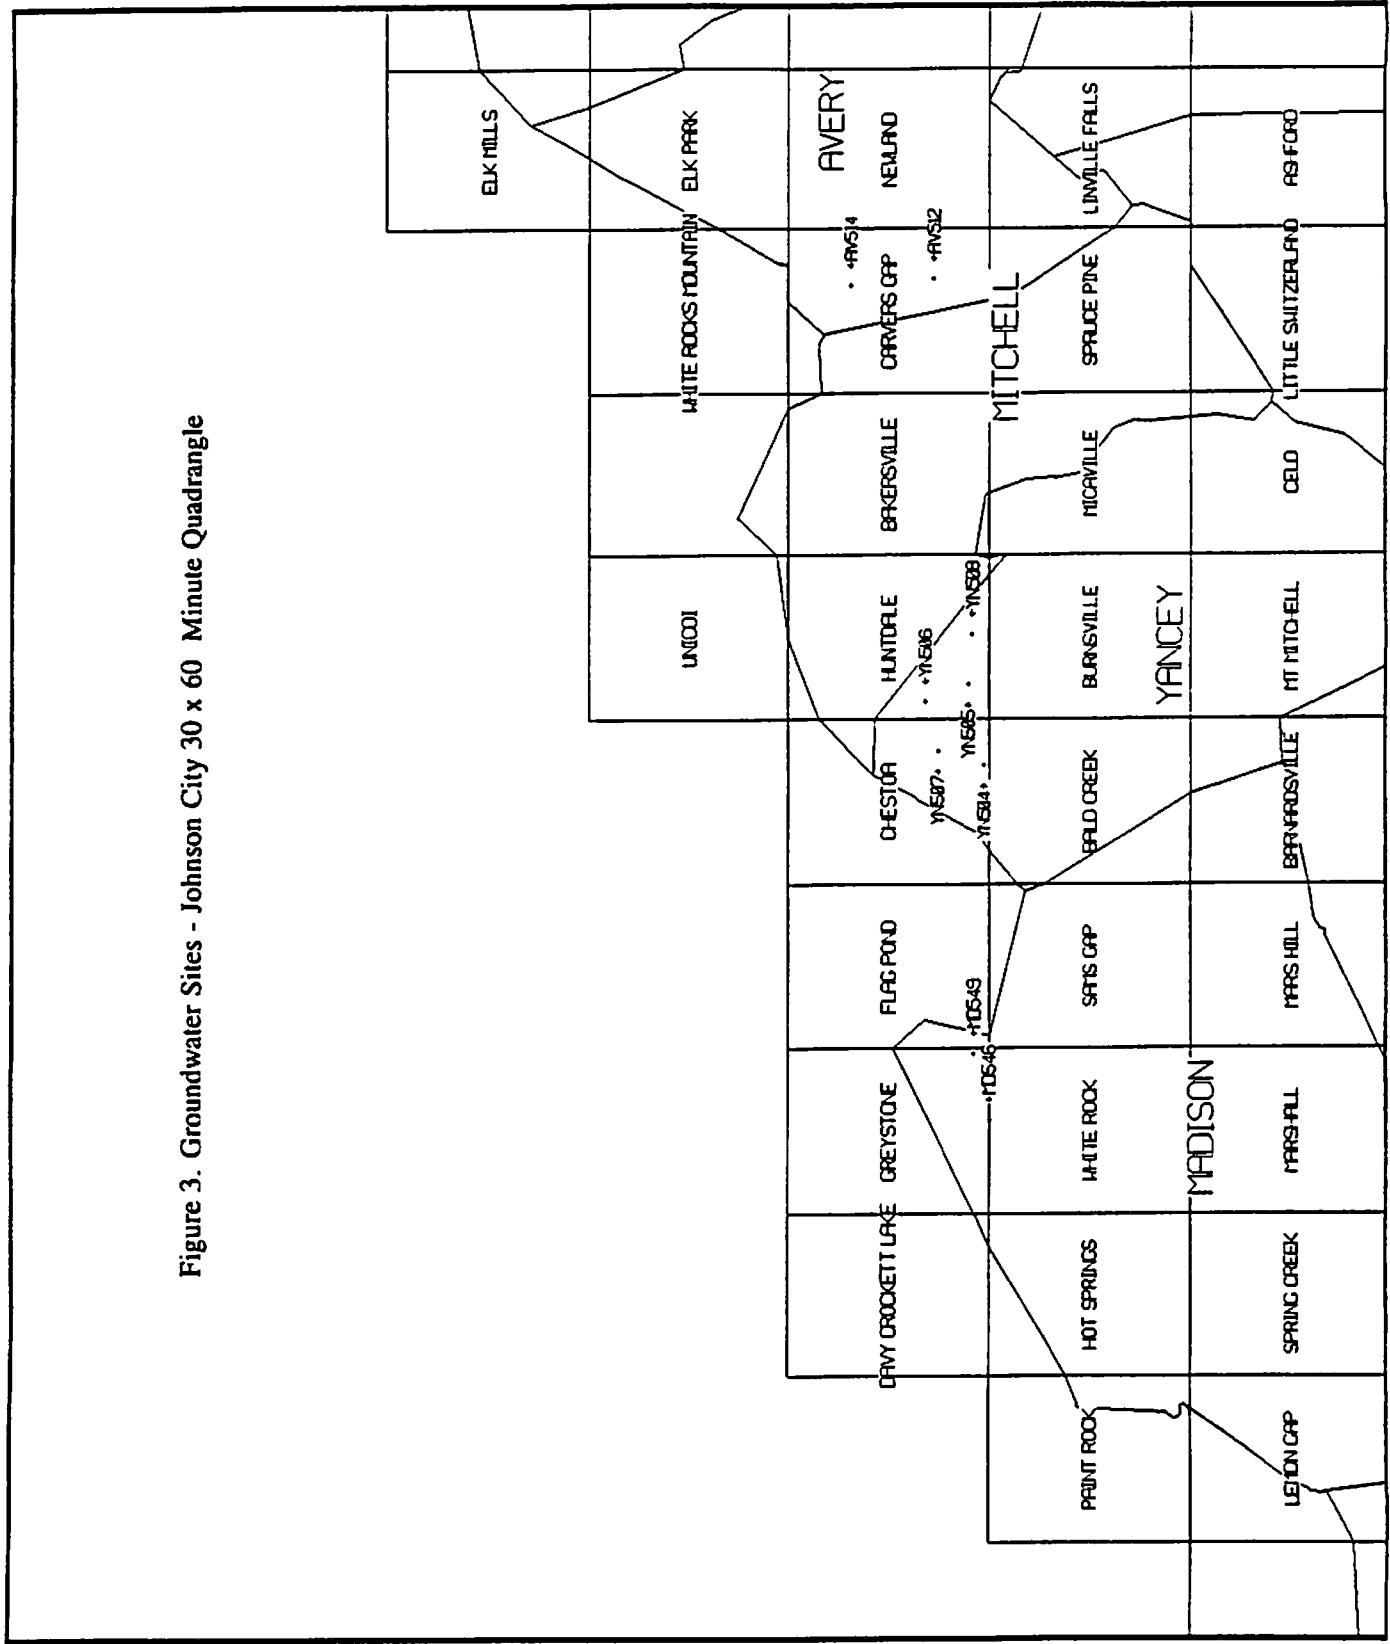 Figure 3. Groundwater Sites - Johnson City 30 x 60 Minute Quadrangle
ELK MILLS
UNICOI
WHITE ROCKS MOUNTAIN
ELK PARK
AVERY
DAVY CROCKETT LAKE
GREYSTONE
FLAG POND
CHESTOA
HUNTDALE
BAKERSVILLE
CARVERS GAP
NEWLAND
+AV514
+AV512
+YN506
YN507+
YN505+
+YN508
YN504+
+MD549
+MD546
MITCHELL
PAINT ROCK
HOT SPRINGS
WHITE ROCK
SAMS GAP
BALD CREEK
BURNSVILLE
MICAVILLE
SPRUCE PINE
LINVILLE FALLS
YANCEY
MADISON
LEMON GAP
SPRING CREEK
MARSHALL
MARS HILL
BARNARDSVILLE
MT MITCHELL
CELO
LITTLE SWITZERLAND
ASHFORD